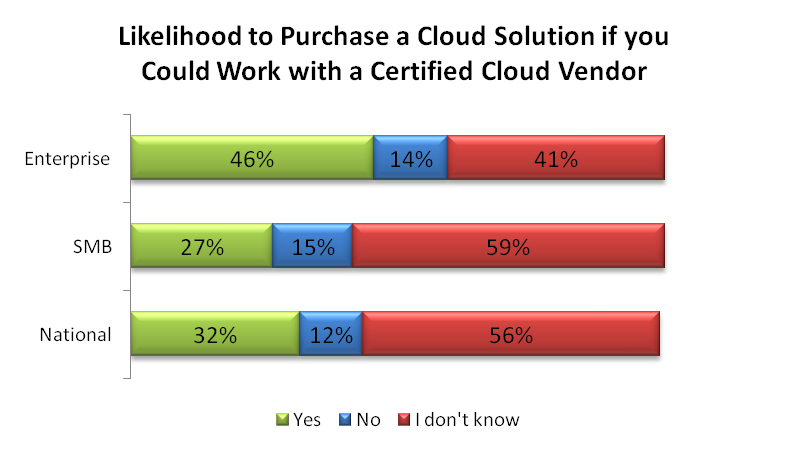 Likelihood to Purchase a Cloud Solution if you
Could Work with a Certified Cloud Vendor
Enterprise 46% 14% 41%
SMB 27% 15% 59%
National 32% 12% 56%
Yes No I don't know